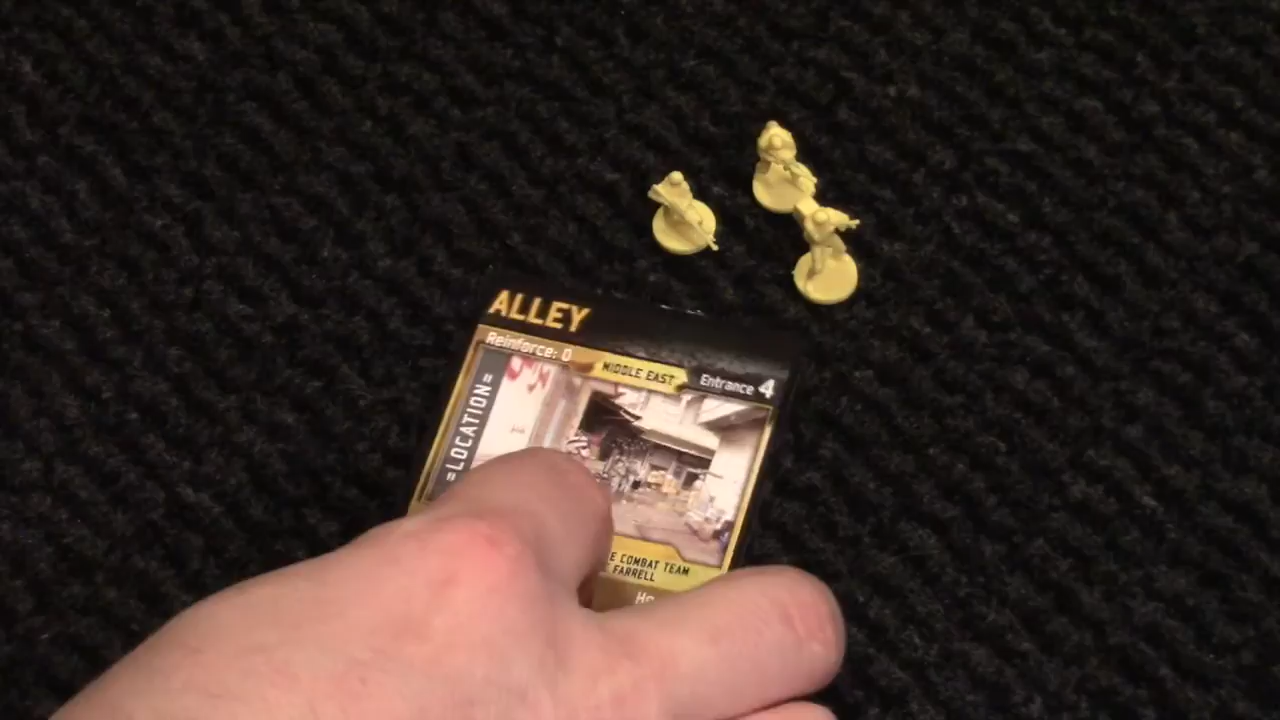 ALLEY
Reinforce: 0
MIDDLE EAST
Entrance 4
=LOCATION=
E COMBAT TEAM
FARRELL